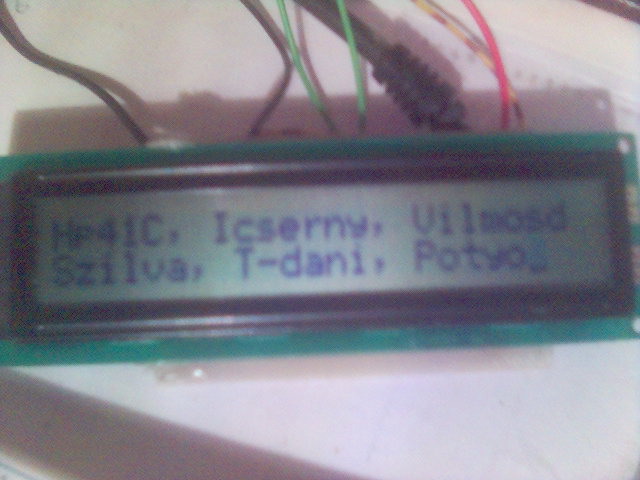 Hp41C, Icserny, Vilmosd
Szilva, T-dani, Potyo